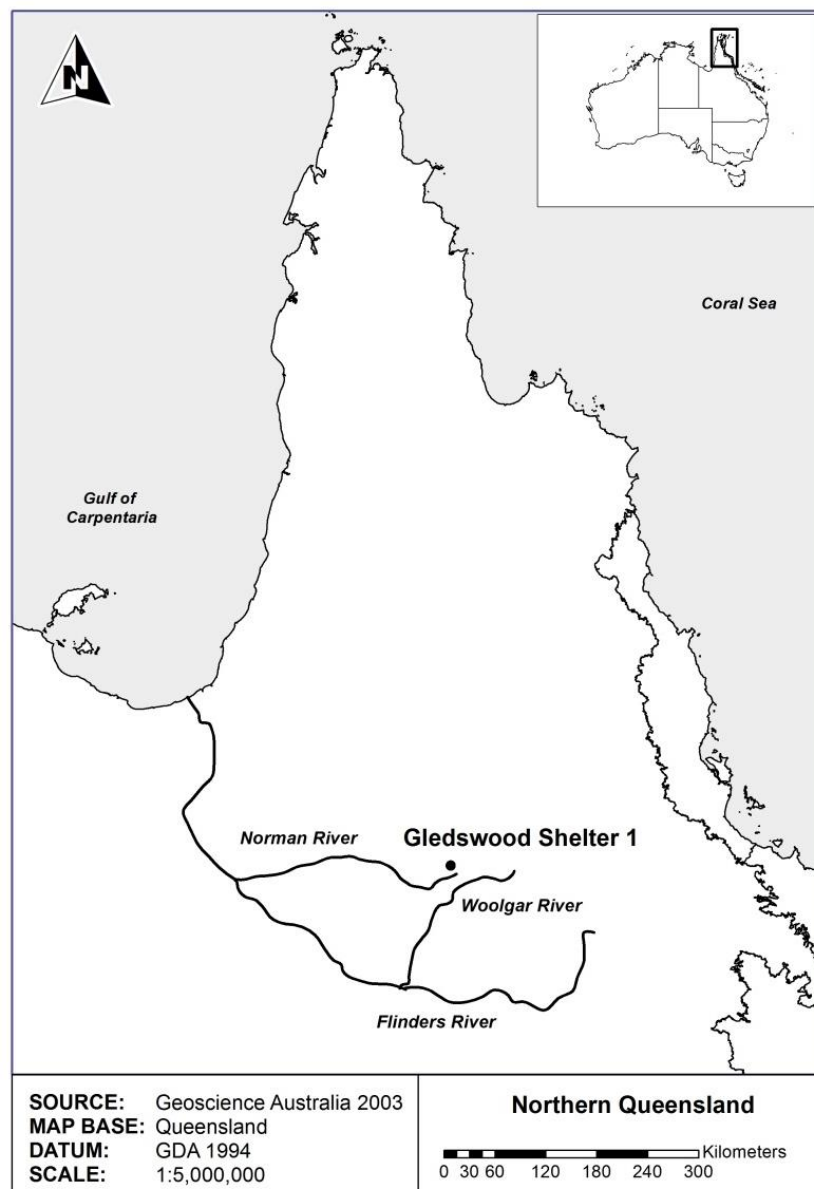 N
Coral Sea
Gulf of
Carpentaria
Norman River
Gledswood Shelter 1
Woolgar River
Flinders River
SOURCE: Geoscience Australia 2003
MAP BASE: Queensland
DATUM: GDA 1994
SCALE: 1:5,000,000
Northern Queensland
Kilometers
0 15 30 60 120 180 240 300